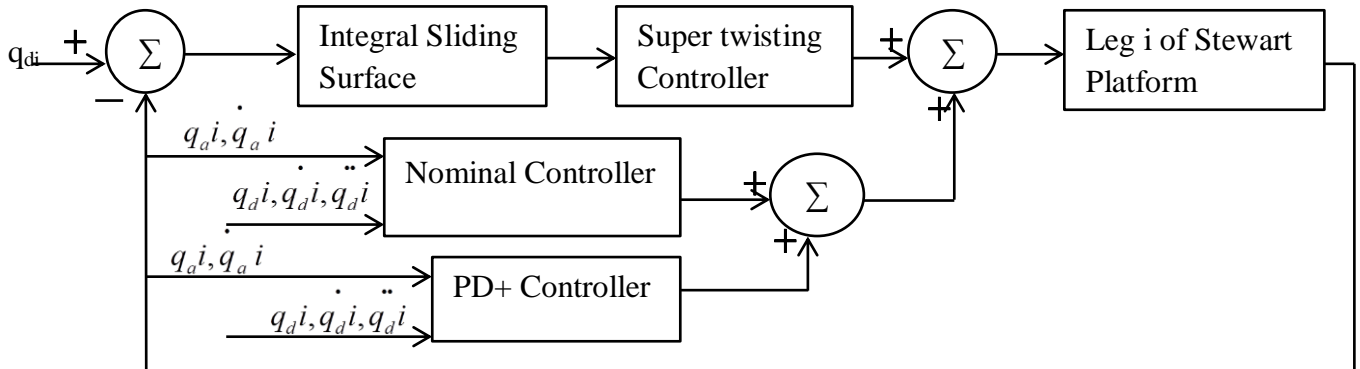 q_di
+
−
Σ
Integral Sliding
Surface
Super twisting
Controller
+
+
Σ
Leg i of Stewart
Platform
q_a i, q̇_a i
q_d i, q̇_d i, q̈_d i
Nominal Controller
+
+
Σ
q_a i, q̇_a i
q_d i, q̇_d i, q̈_d i
PD+ Controller